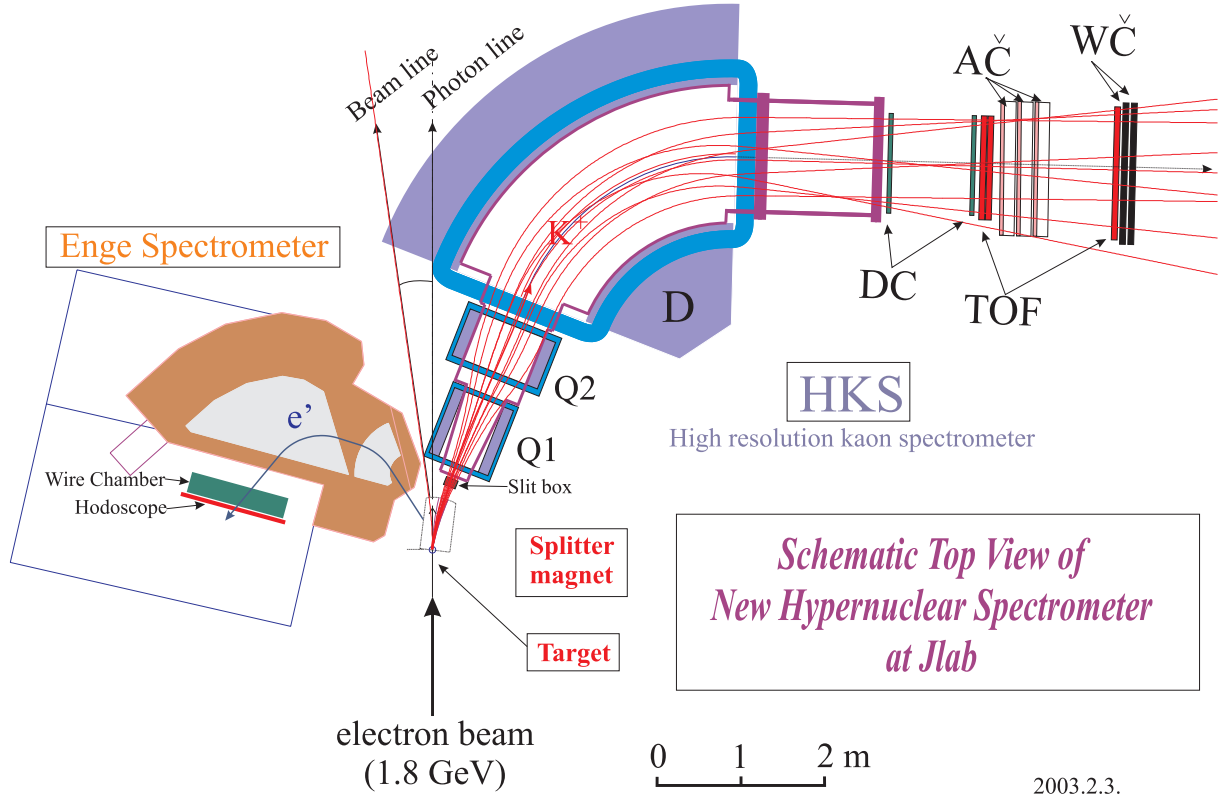 Beam line
Photon line
AČ
WČ
K⁺
Enge Spectrometer
DC
TOF
D
HKS
High resolution kaon spectrometer
Q2
e’
Q1
Wire Chamber
Hodoscope
Slit box
Splitter
magnet
Target
Schematic Top View of
New Hypernuclear Spectrometer
at Jlab
electron beam
(1.8 GeV)
0 1 2 m
2003.2.3.